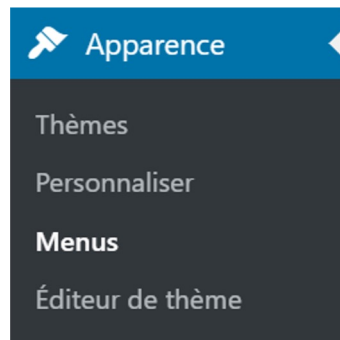 Apparence
Thèmes
Personnaliser
Menus
Éditeur de thème